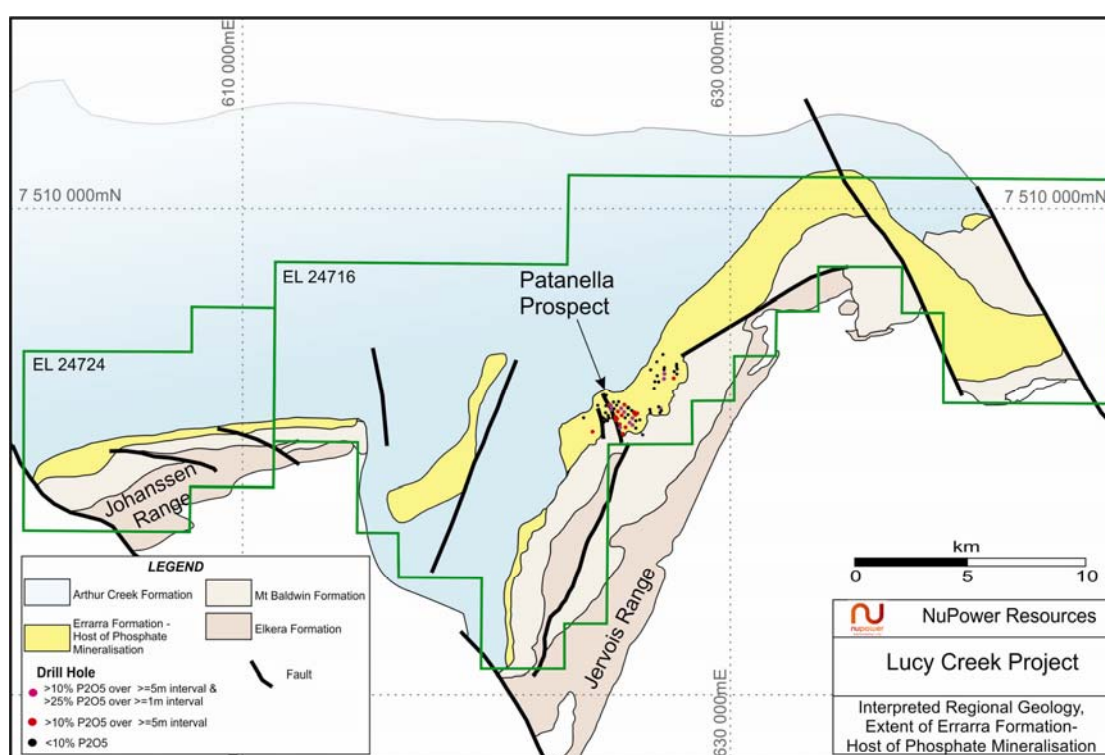 610 000mE
630 000mE
7 510 000mN
7 510 000mN
EL 24716
Patanella
Prospect
EL 24724
Johanssen
Range
Jervois Range
630 000mE
km
0 5 10
LEGEND
Arthur Creek Formation
Mt Baldwin Formation
Errarra Formation -
Host of Phosphate
Mineralisation
Elkera Formation
Drill Hole
>10% P2O5 over >=5m interval &
>25% P2O5 over >=1m interval
>10% P2O5 over >=5m interval
<10% P2O5
Fault
nupower
NuPower Resources
Lucy Creek Project
Interpreted Regional Geology,
Extent of Errarra Formation-
Host of Phosphate Mineralisation